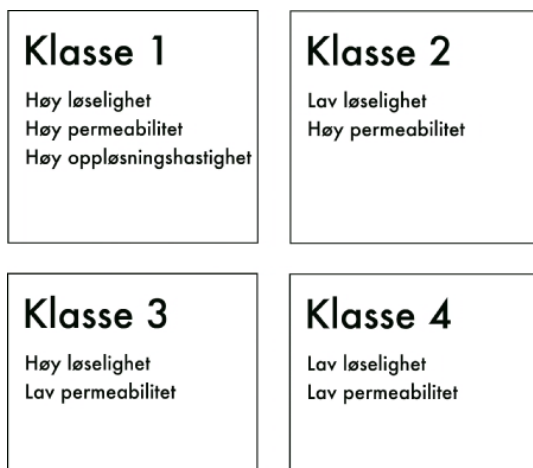 Klasse 1
Høy løselighet
Høy permeabilitet
Høy oppløsningshastighet
Klasse 2
Lav løselighet
Høy permeabilitet
Klasse 3
Høy løselighet
Lav permeabilitet
Klasse 4
Lav løselighet
Lav permeabilitet